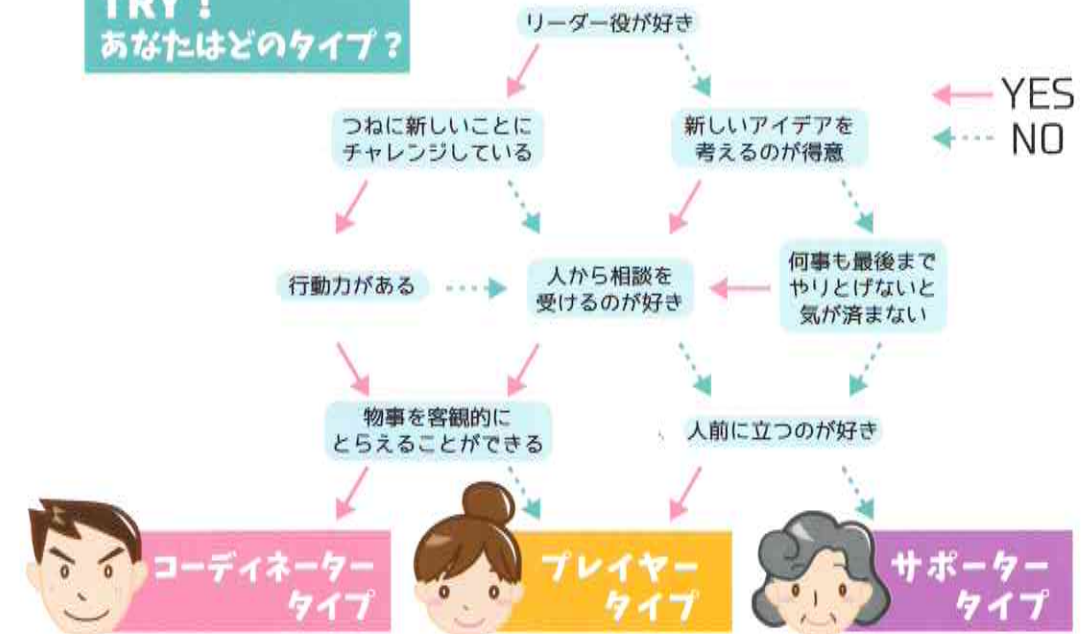 TRY！
あなたはどのタイプ？
リーダー役が好き
YES
NO
つねに新しいことに
チャレンジしている
新しいアイデアを
考えるのが得意
行動力がある
人から相談を
受けるのが好き
何事も最後まで
やりとげないと
気が済まない
物事を客観的に
とらえることができる
人前に立つのが好き
コーディネーター
タイプ
プレイヤー
タイプ
サポーター
タイプ